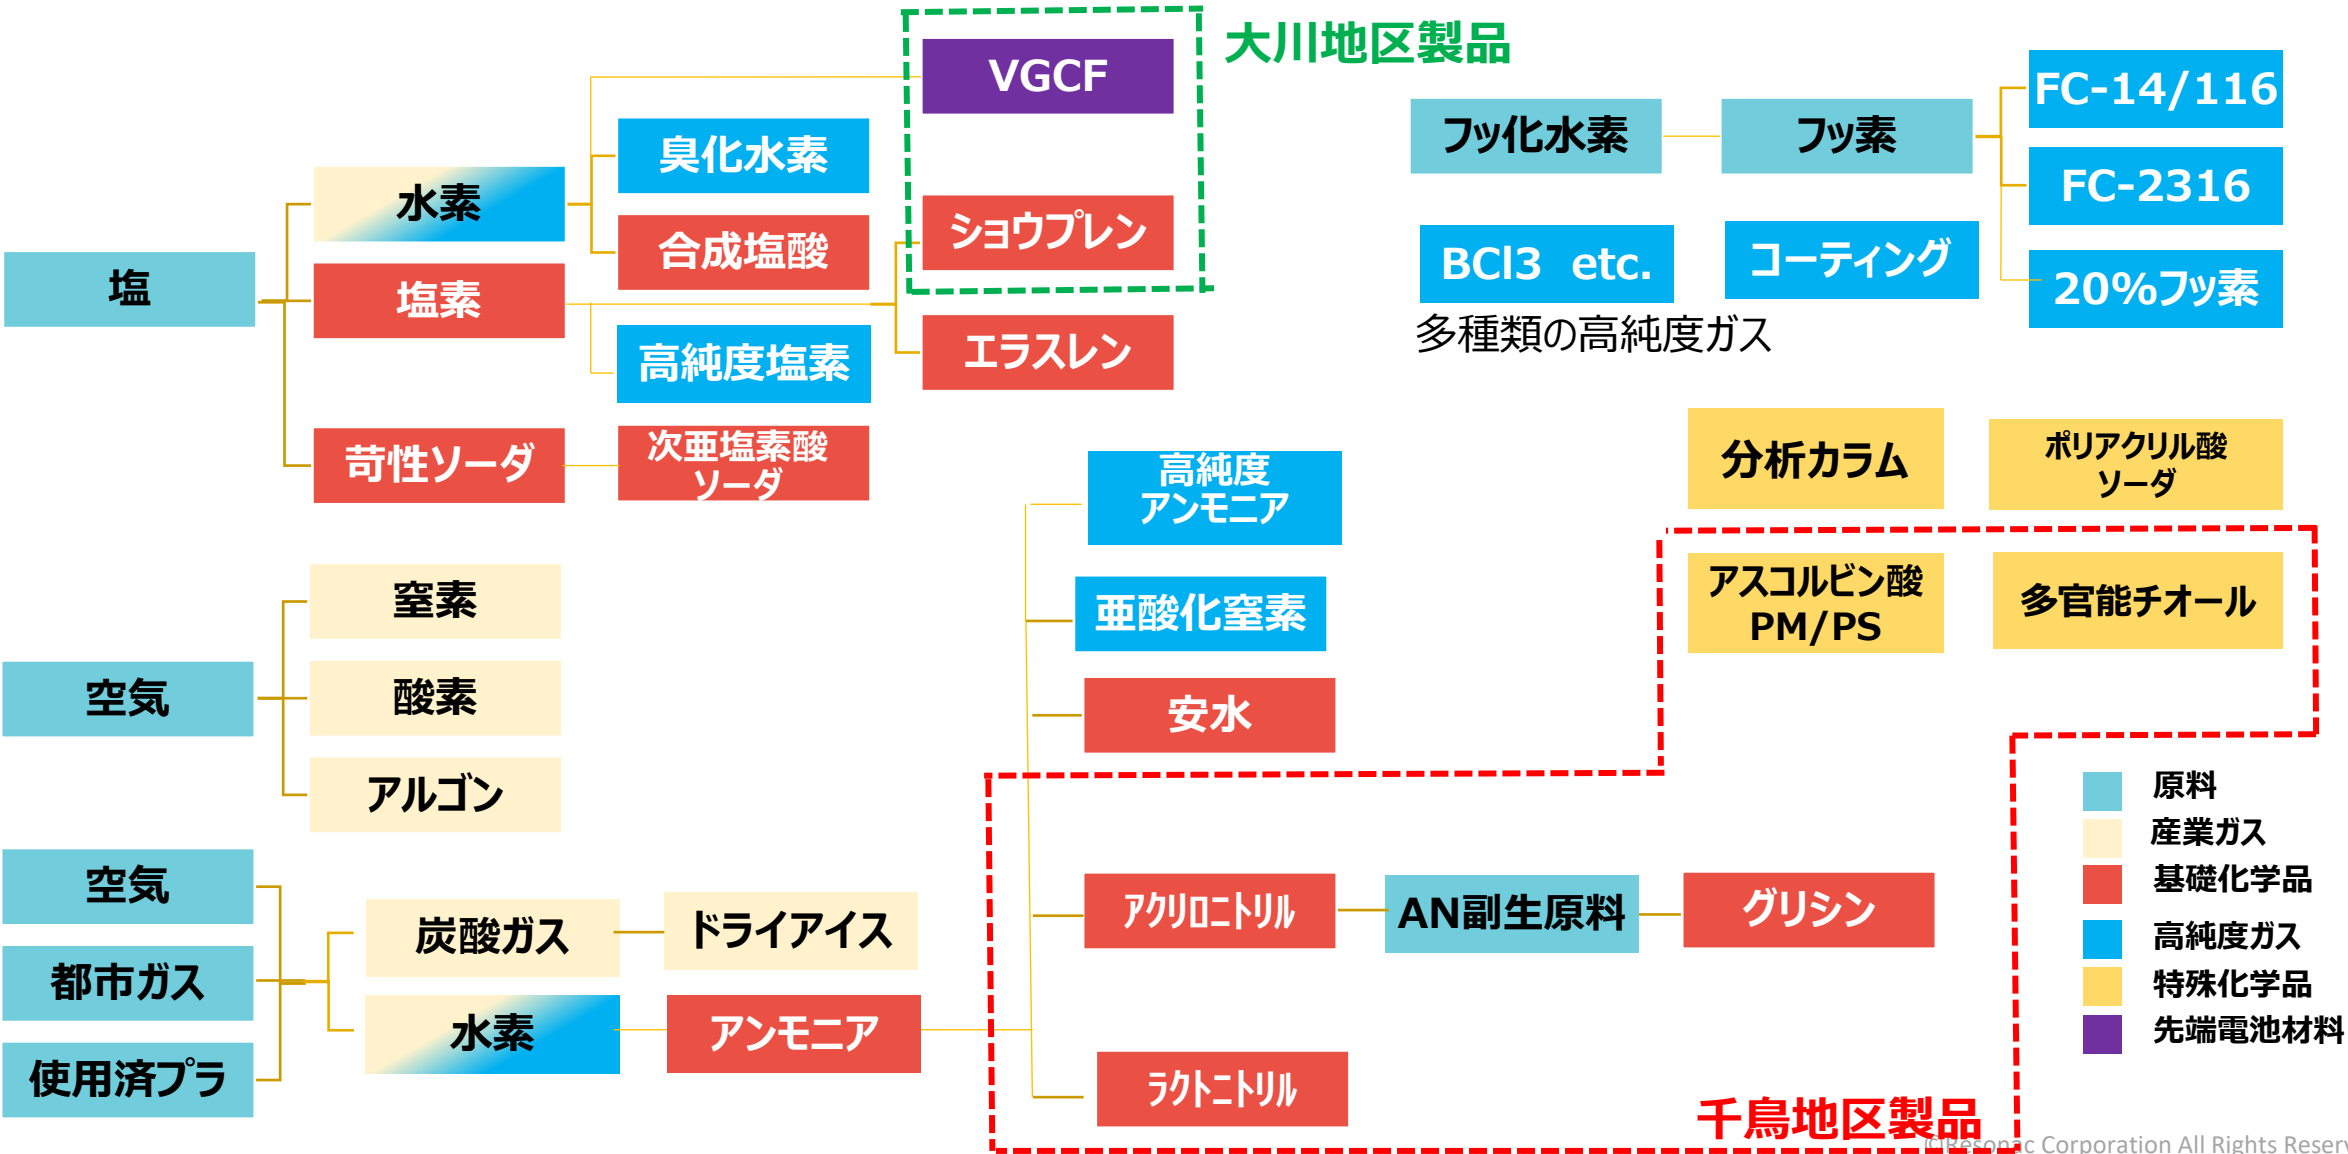 大川地区製品
VGCF
臭化水素
水素
合成塩酸
ショウプレン
塩
塩素
高純度塩素
エラスレン
苛性ソーダ
次亜塩素酸
ソーダ
フッ化水素
フッ素
FC-14/116
FC-2316
20%フッ素
BCl3 etc.
コーティング
多種類の高純度ガス
分析カラム
ポリアクリル酸
ソーダ
アスコルビン酸
PM/PS
多官能チオール
空気
窒素
酸素
アルゴン
高純度
アンモニア
亜酸化窒素
安水
空気
都市ガス
使用済プラ
炭酸ガス
ドライアイス
水素
アンモニア
アクリロニトリル
AN副生原料
グリシン
ラクトニトリル
千鳥地区製品
原料
産業ガス
基礎化学品
高純度ガス
特殊化学品
先端電池材料
©Resonac Corporation All Rights Reserv